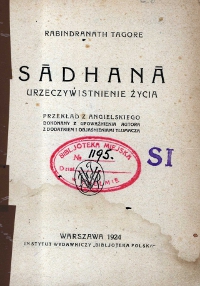 RABINDRANATH TAGORE
SĀDHANĀ
URZECZYWISTNIENIE ŻYCIA
PRZEKŁAD Z ANGIELSKIEGO
DOKONANY Z UPOWAŻNIENIA AUTORA
Z DODATKIEM I OBJAŚNIENIAMI TŁUMACZA
BIBLJOTEKA MIEJSKA
№ 1195.
SI
WARSZAWA 1924
INSTYTUT WYDAWNICZY „BIBLJOTEKA POLSKA"